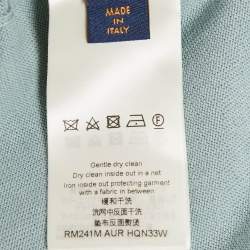 MADE
IN
ITALY
Gentle dry clean
Dry clean inside out in a net
Iron inside out protecting garment
with a fabric in between
緩和干洗
洗网中反面干洗
垫布反面熨烫
RM241M AUR HQN33W